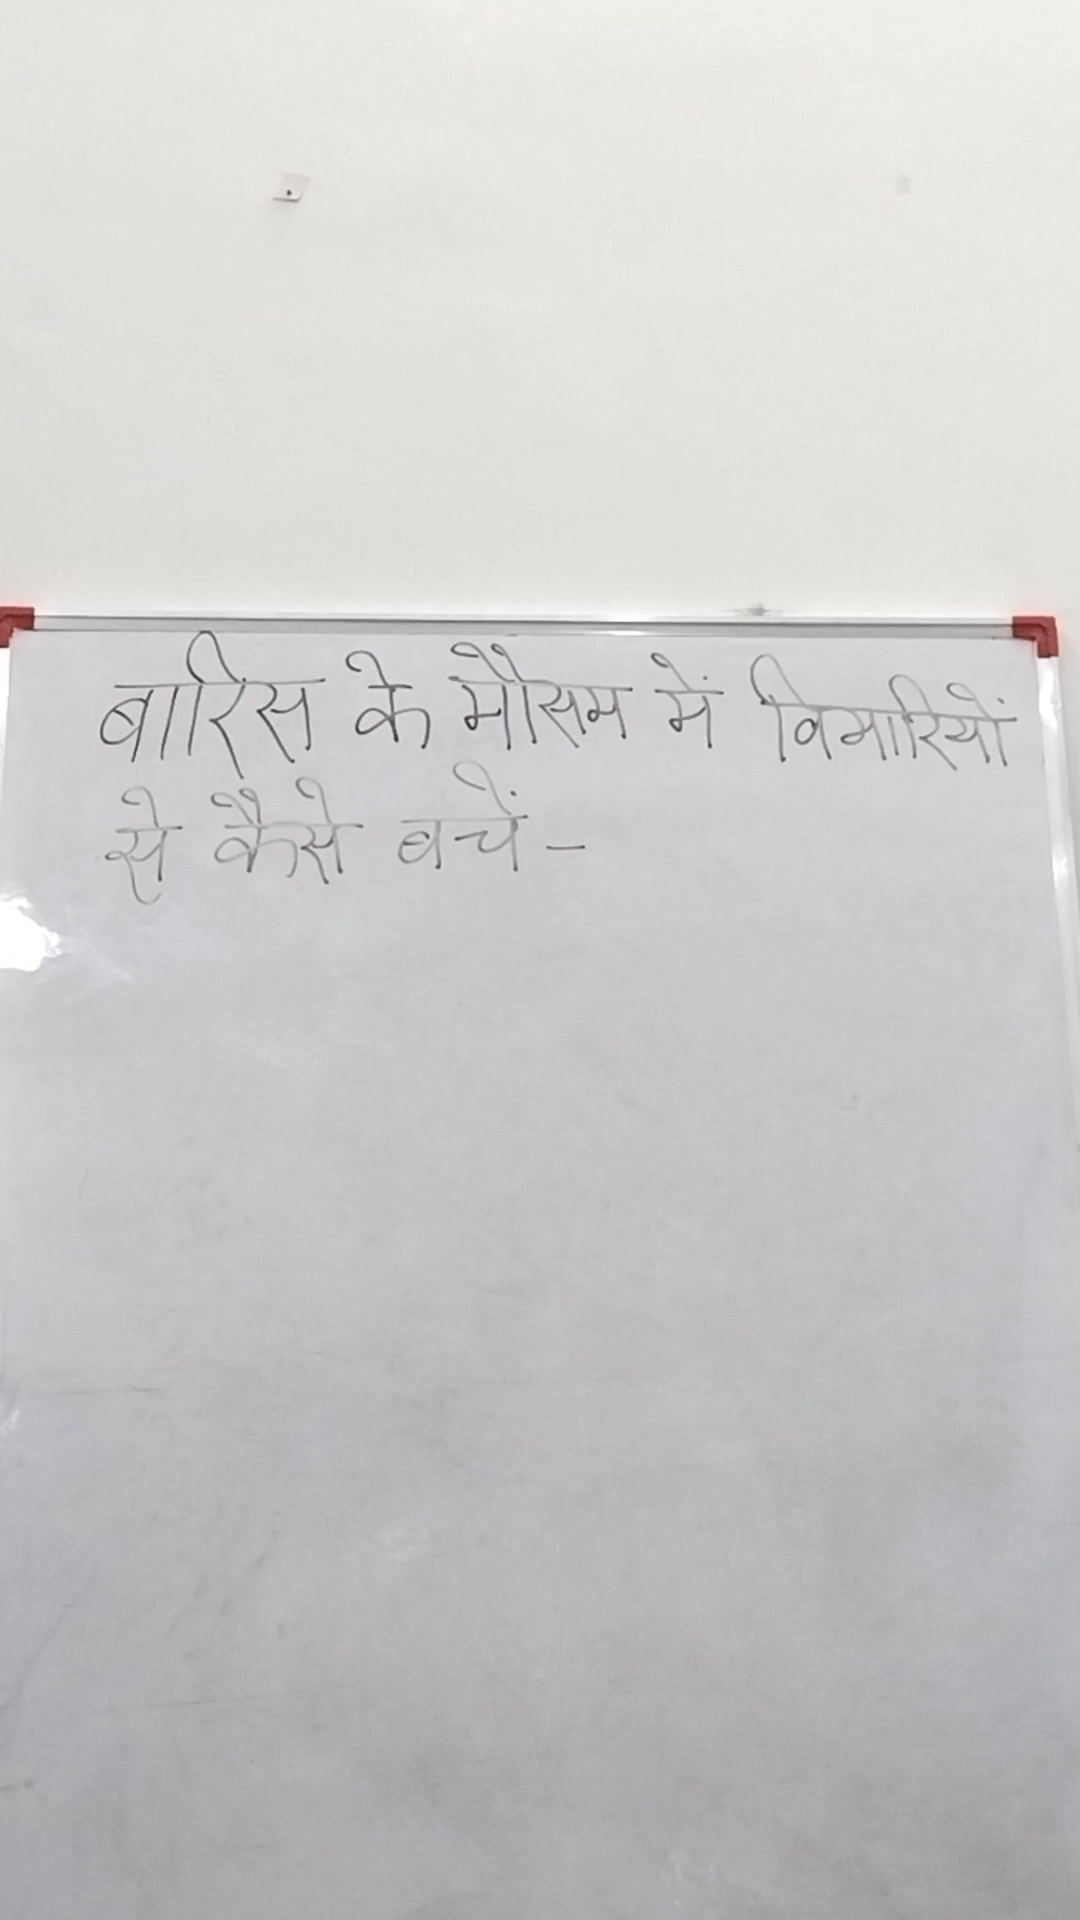 बारिस के मौसम में विमारियों
से कैसे बचें -